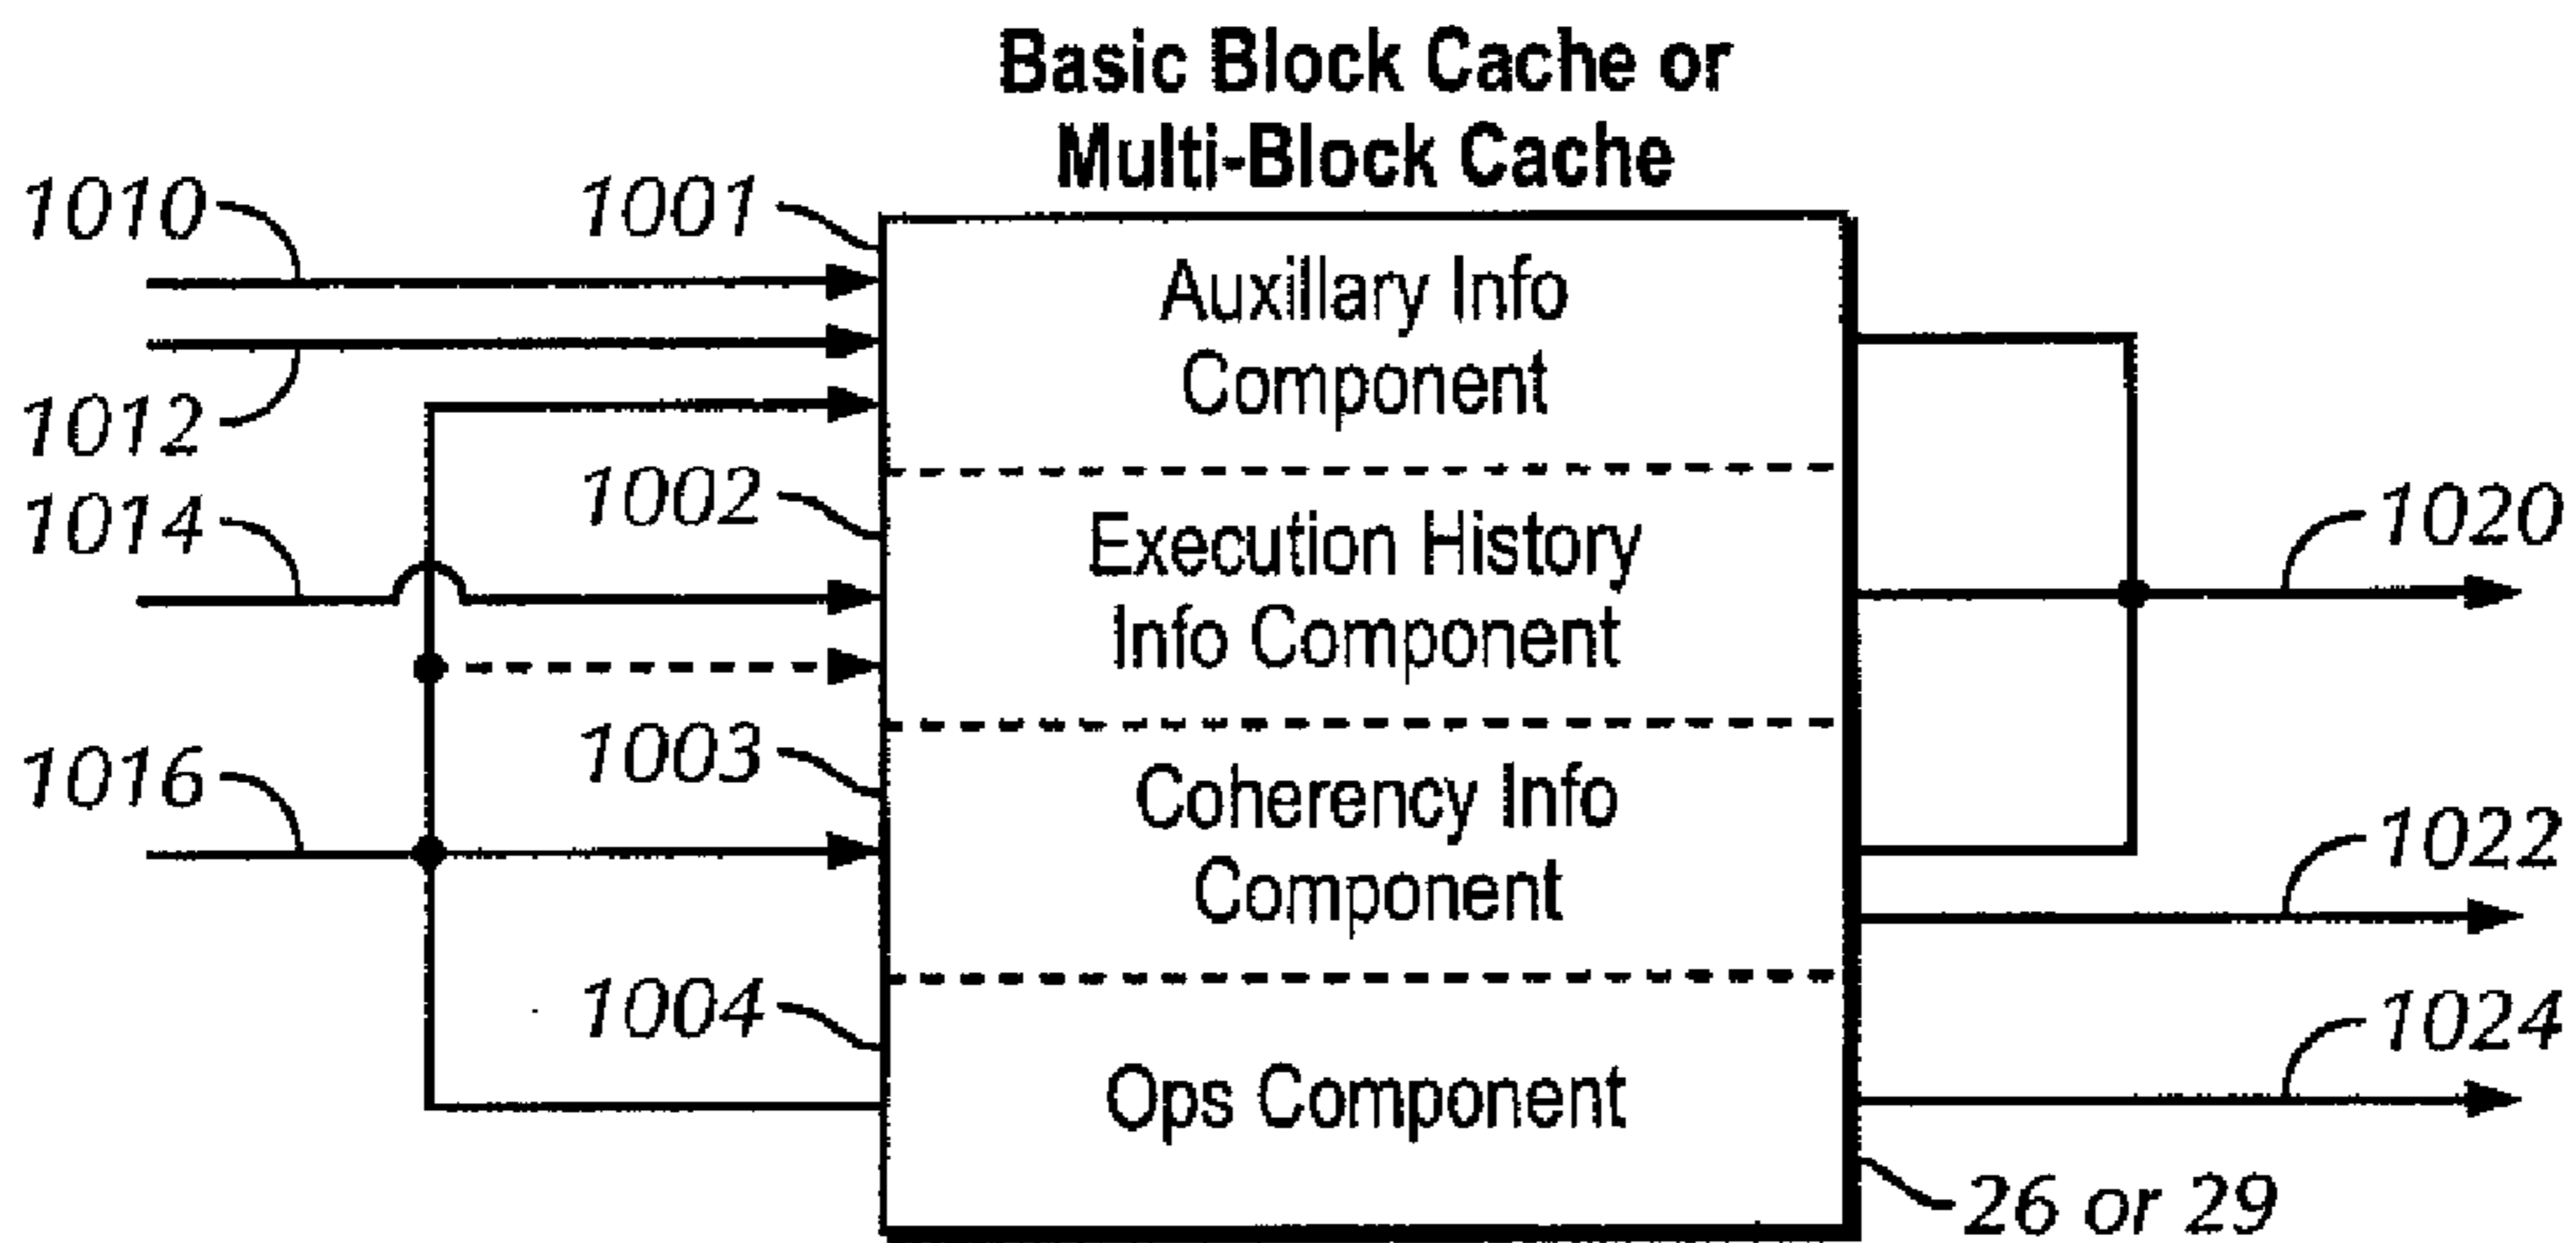 Basic Block Cache or
Multi-Block Cache
1010
1001
Auxillary Info
Component
1012
1002
1014
Execution History
Info Component
1020
1003
1016
Coherency Info
Component
1022
1004
1024
Ops Component
26 or 29